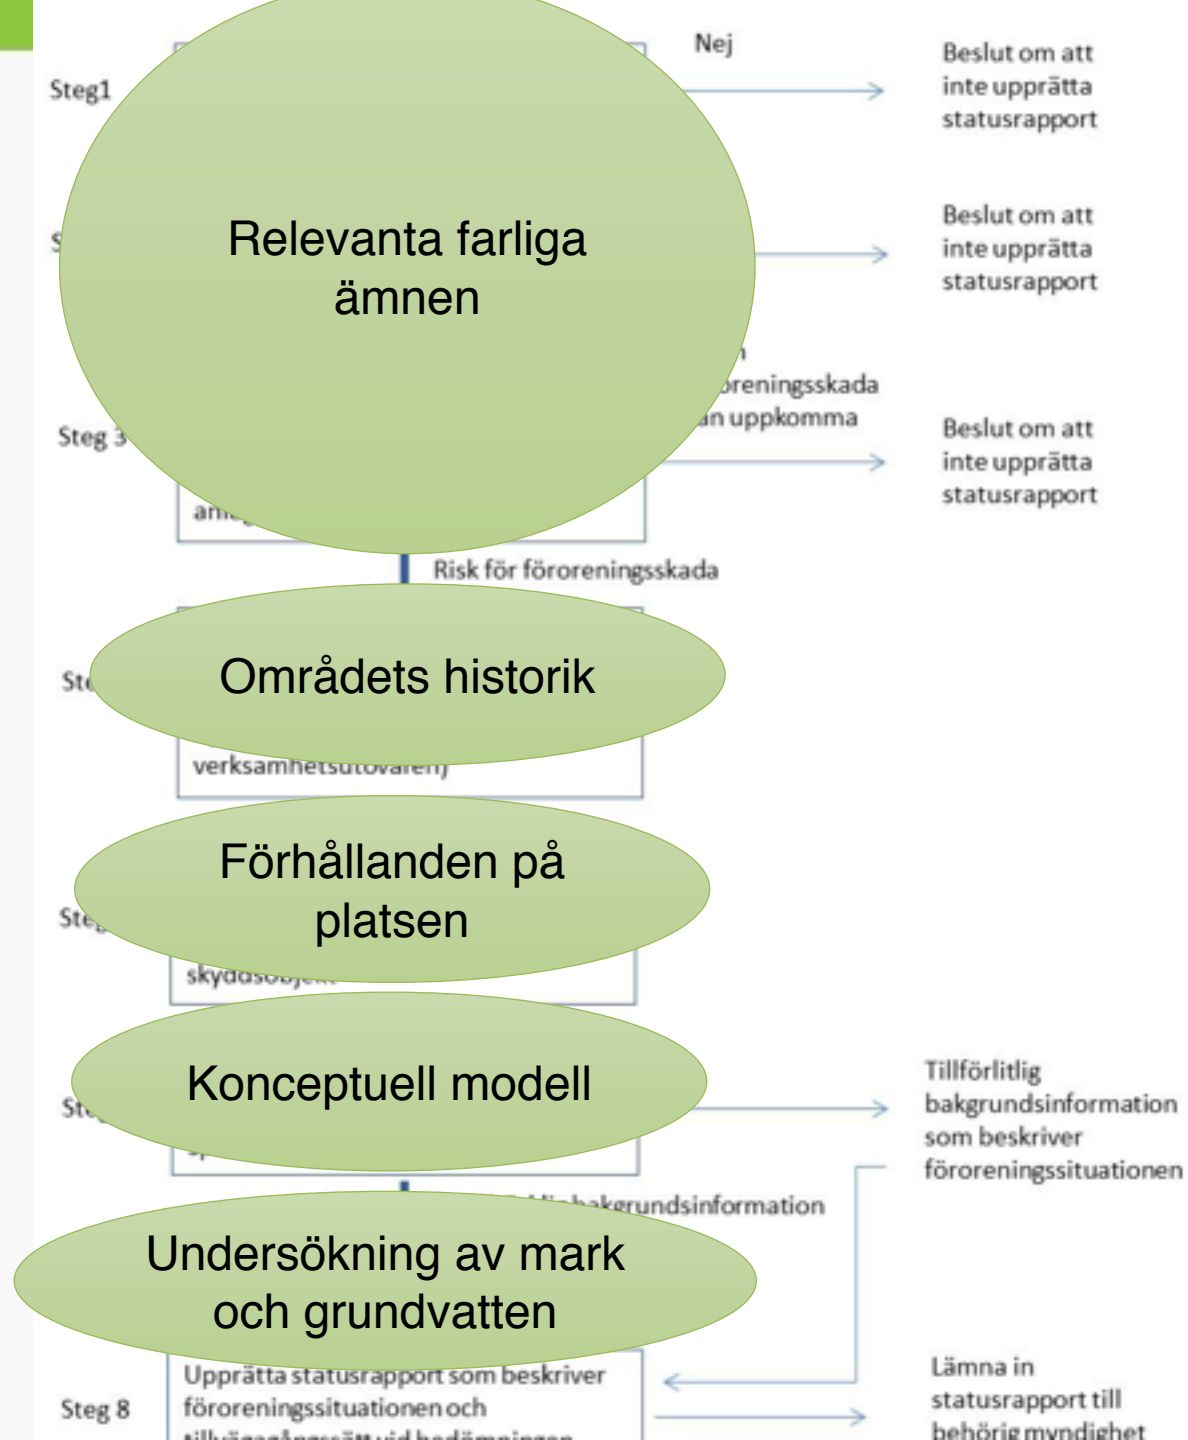 Nej
Steg1
Beslut om att
inte upprätta
statusrapport
Relevanta farliga
ämnen
Beslut om att
inte upprätta
statusrapport
uppkomma
Steg 3
Beslut om att
inte upprätta
statusrapport
Risk för föroreningsskada
Områdets historik
verksamhetsutövaren)
Förhållanden på
platsen
Konceptuell modell
Tillförlitlig
bakgrundsinformation
som beskriver
föroreningssituationen
bakgrundsinformation
Undersökning av mark
och grundvatten
Steg 8
Upprätta statusrapport som beskriver
föroreningssituationen och
tillvägagångssätt vid bedömningen
Lämna in
statusrapport till
behörig myndighet